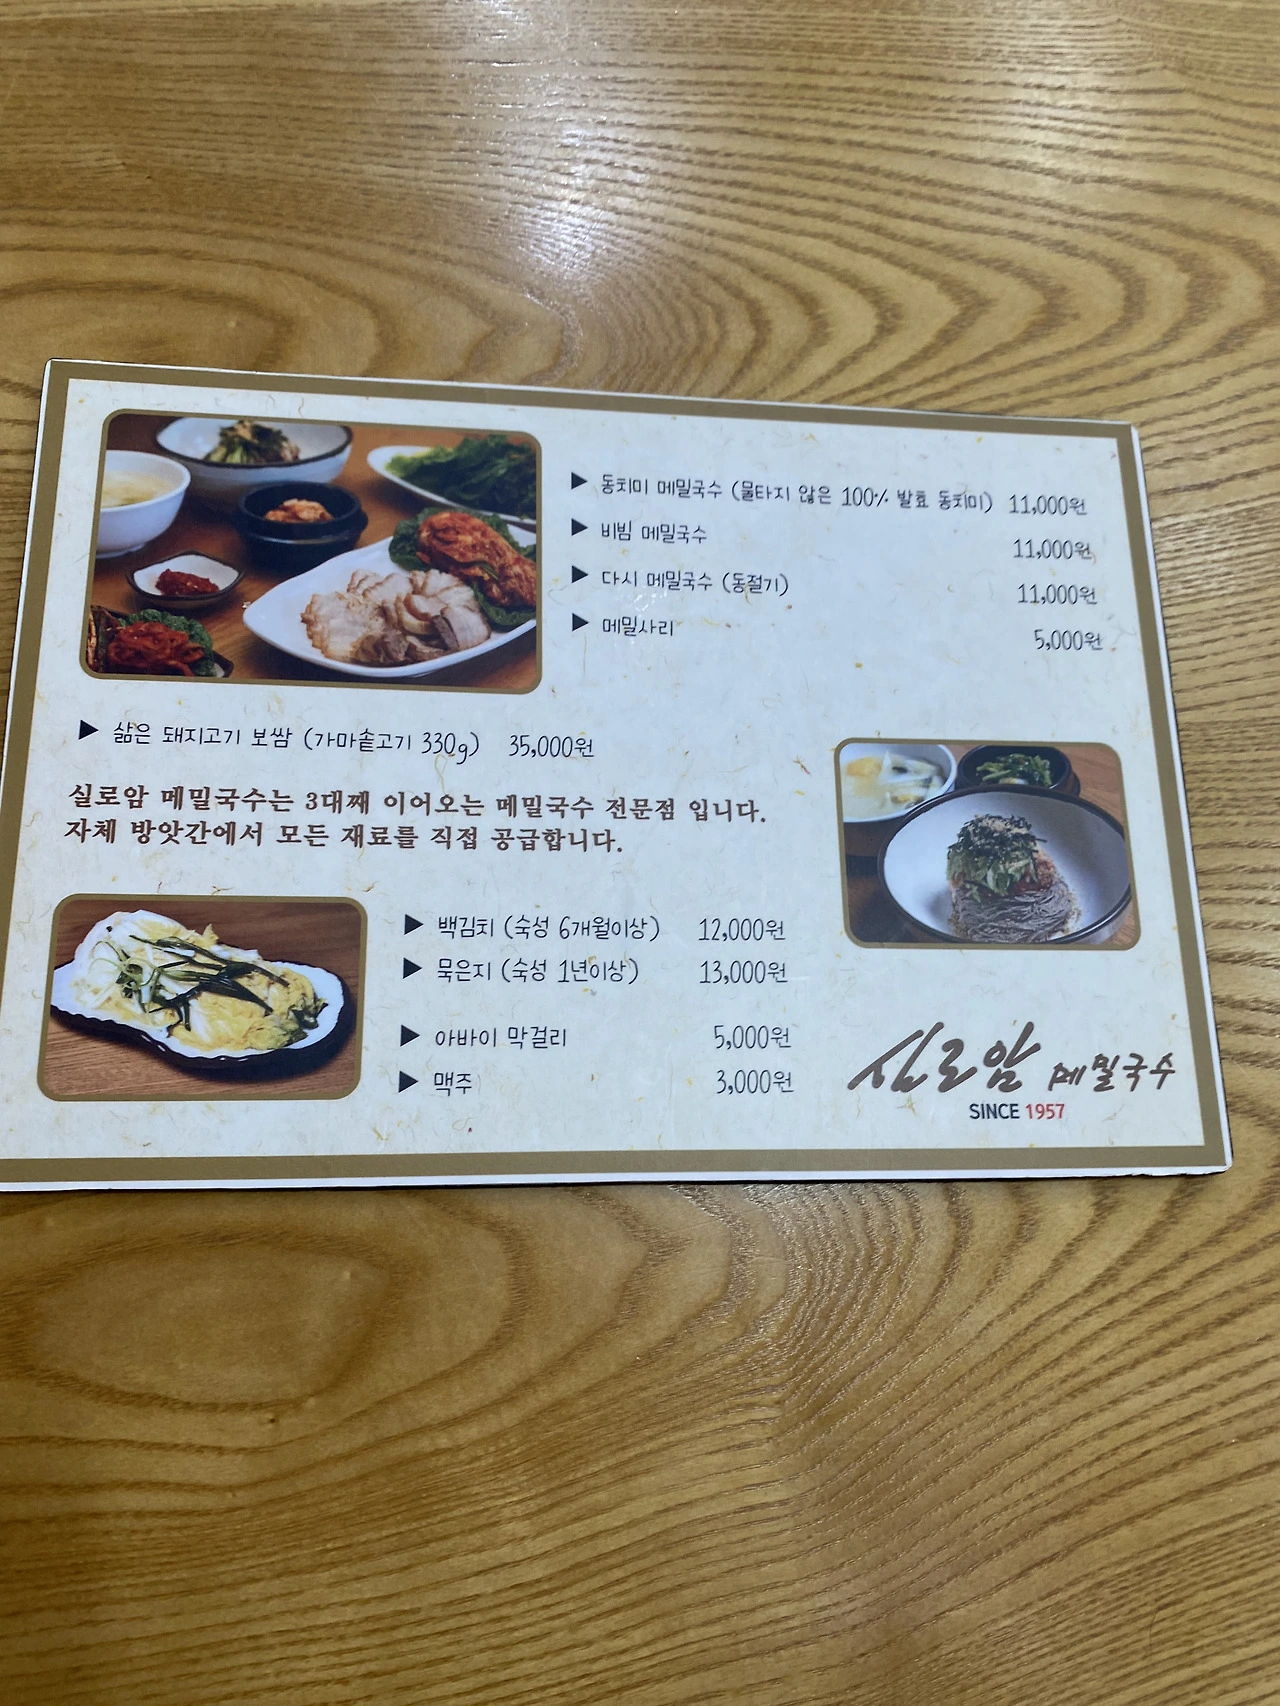 ▶ 동치미 메밀국수 (물타지 않은 100% 발효 동치미) 11,000원
▶ 비빔 메밀국수 11,000원
▶ 다시 메밀국수 (동절기) 11,000원
▶ 메밀사리 5,000원
▶ 삶은 돼지고기 보쌈 (가마솥고기 330g) 35,000원
실로암 메밀국수는 3대째 이어오는 메밀국수 전문점 입니다.
자체 방앗간에서 모든 재료를 직접 공급합니다.
▶ 백김치 (숙성 6개월이상) 12,000원
▶ 묵은지 (숙성 1년이상) 13,000원
▶ 아바이 막걸리 5,000원
▶ 맥주 3,000원
실로암 메밀국수
SINCE 1957